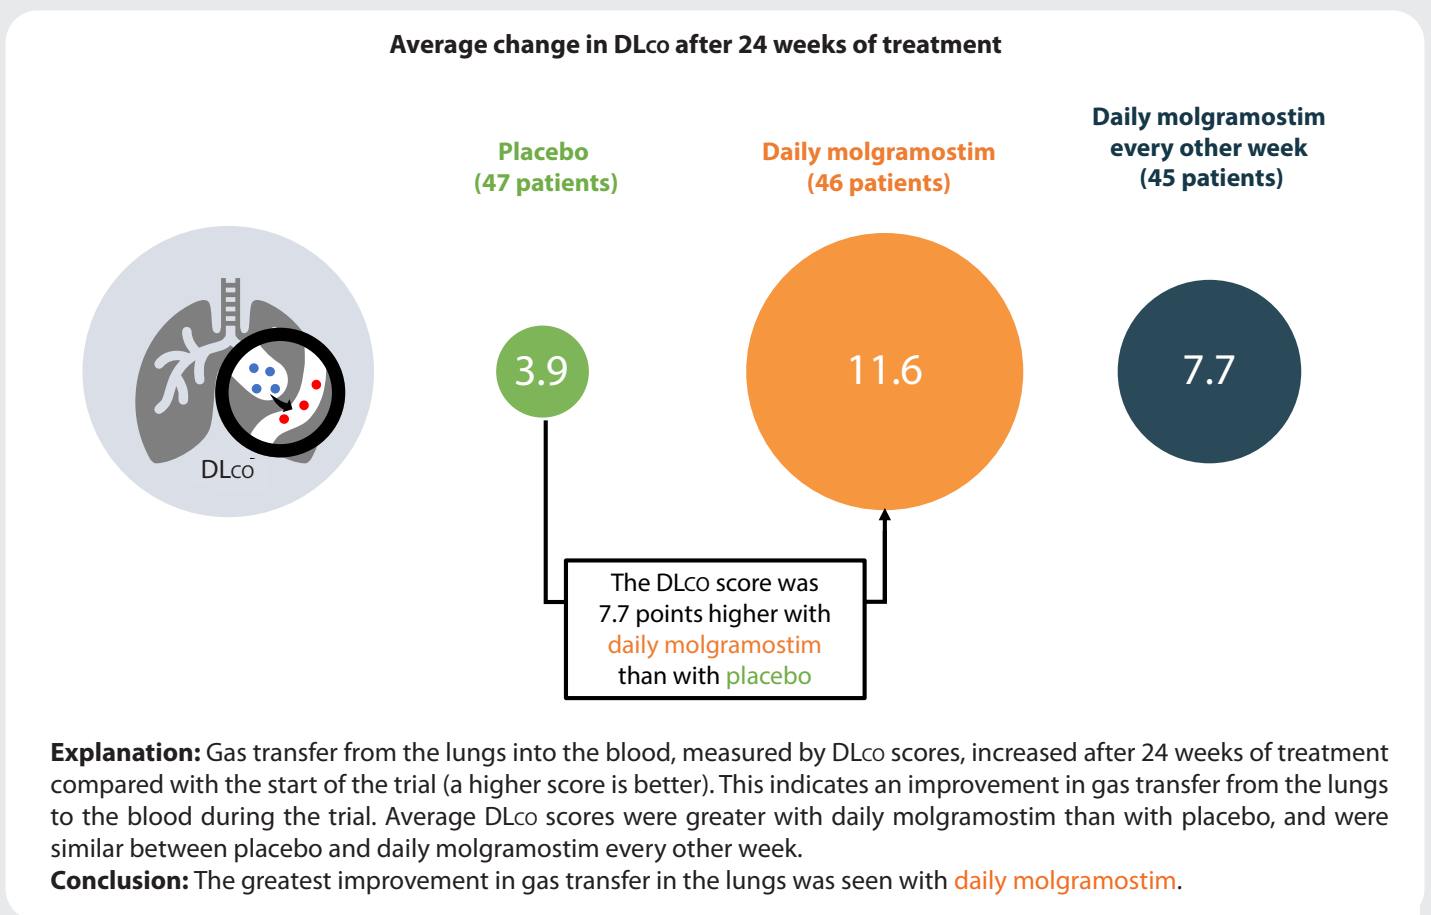 Average change in DLco after 24 weeks of treatment
Placebo
(47 patients)
Daily molgramostim
(46 patients)
Daily molgramostim
every other week
(45 patients)
DLco
3.9
11.6
7.7
The DLco score was
7.7 points higher with
daily molgramostim
than with placebo
Explanation: Gas transfer from the lungs into the blood, measured by DLco scores, increased after 24 weeks of treatment
compared with the start of the trial (a higher score is better). This indicates an improvement in gas transfer from the lungs
to the blood during the trial. Average DLco scores were greater with daily molgramostim than with placebo, and were
similar between placebo and daily molgramostim every other week.
Conclusion: The greatest improvement in gas transfer in the lungs was seen with daily molgramostim.